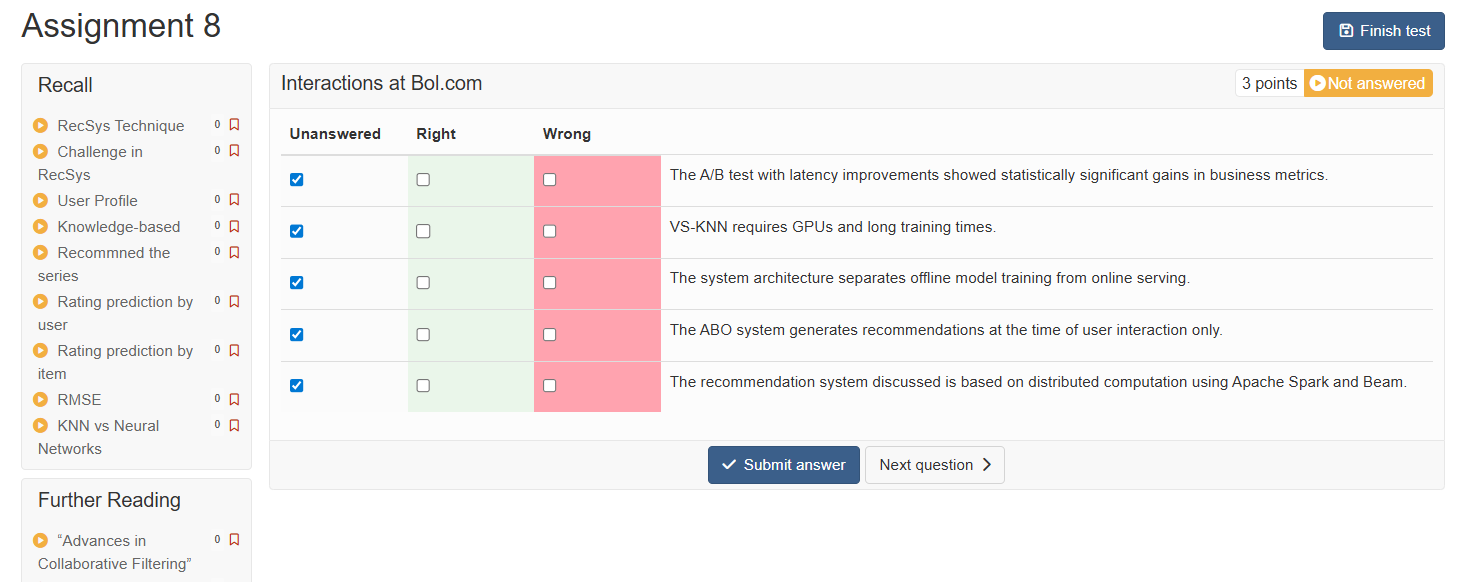 Assignment 8
Finish test
Recall
RecSys Technique 0
Challenge in 0
RecSys
User Profile 0
Knowledge-based 0
Recommned the 0
series
Rating prediction by 0
user
Rating prediction by 0
item
RMSE 0
KNN vs Neural 0
Networks
Further Reading
“Advances in 0
Collaborative Filtering”
Interactions at Bol.com
3 points Not answered
Unanswered Right Wrong
The A/B test with latency improvements showed statistically significant gains in business metrics.
VS-KNN requires GPUs and long training times.
The system architecture separates offline model training from online serving.
The ABO system generates recommendations at the time of user interaction only.
The recommendation system discussed is based on distributed computation using Apache Spark and Beam.
Submit answer
Next question